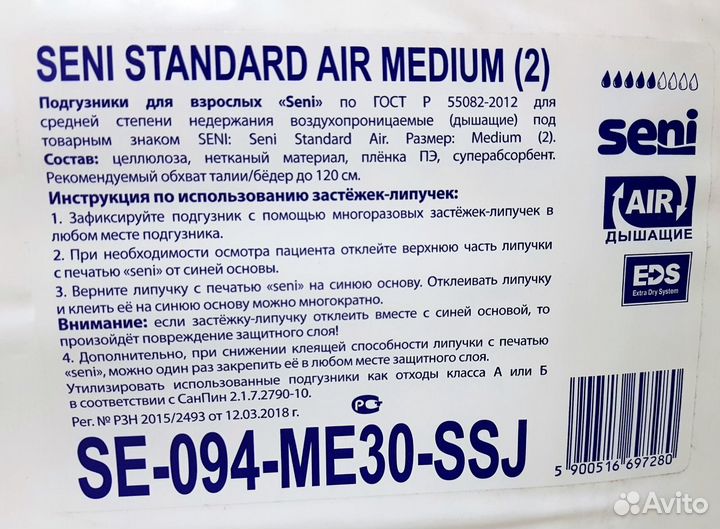 SENI STANDARD AIR MEDIUM (2)
Подгузники для взрослых «Seni» по ГОСТ Р 55082-2012 для
средней степени недержания воздухопроницаемые (дышащие) под
товарным знаком SENI: Seni Standard Air. Размер: Medium (2).
Состав: целлюлоза, нетканый материал, плёнка ПЭ, суперабсорбент.
Рекомендуемый обхват талии/бёдер до 120 см.
Инструкция по использованию застёжек-липучек:
1. Зафиксируйте подгузник с помощью многоразовых застёжек-липучек в
любом месте подгузника.
2. При необходимости осмотра пациента отклейте верхнюю часть липучки
с печатью «seni» от синей основы.
3. Верните липучку с печатью «seni» на синюю основу. Отклеивать липучку
и клеить её на синюю основу можно многократно.
Внимание: если застёжку-липучку отклеить вместе с синей основой, то
произойдёт повреждение защитного слоя!
4. Дополнительно, при снижении клеящей способности липучки с печатью
«seni», можно один раз закрепить её в любом месте защитного слоя.
Утилизировать использованные подгузники как отходы класса А или Б
в соответствии с СанПин 2.1.7.2790-10.
Рег. № РЗН 2015/2493 от 12.03.2018 г.
SE-094-ME30-SSJ
seni
AIR
ДЫШАЩИЕ
EDS
Extra Dry System
5 900516 697280
Avito